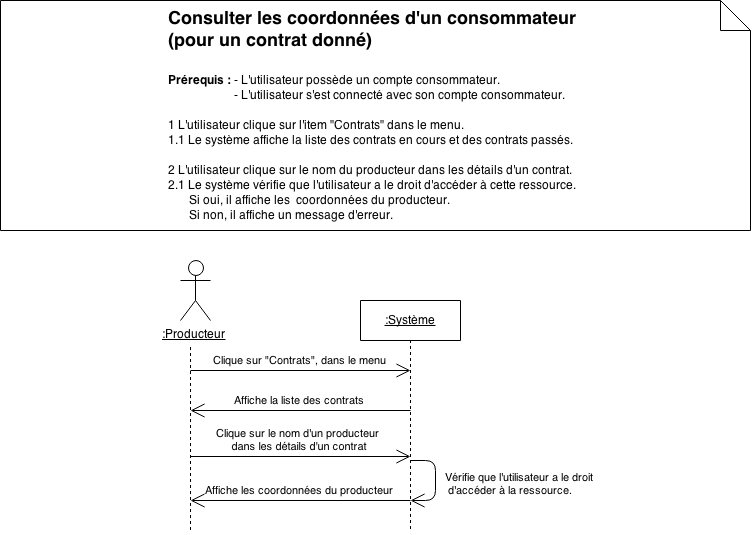 Consulter les coordonnées d'un consommateur
(pour un contrat donné)
Prérequis : - L'utilisateur possède un compte consommateur.
- L'utilisateur s'est connecté avec son compte consommateur.
1 L'utilisateur clique sur l'item "Contrats" dans le menu.
1.1 Le système affiche la liste des contrats en cours et des contrats passés.
2 L'utilisateur clique sur le nom du producteur dans les détails d'un contrat.
2.1 Le système vérifie que l'utilisateur a le droit d'accéder à cette ressource.
Si oui, il affiche les coordonnées du producteur.
Si non, il affiche un message d'erreur.
:Producteur
:Système
Clique sur "Contrats", dans le menu
Affiche la liste des contrats
Clique sur le nom d'un producteur
dans les détails d'un contrat
Vérifie que l'utilisateur a le droit
d'accéder à la ressource.
Affiche les coordonnées du producteur